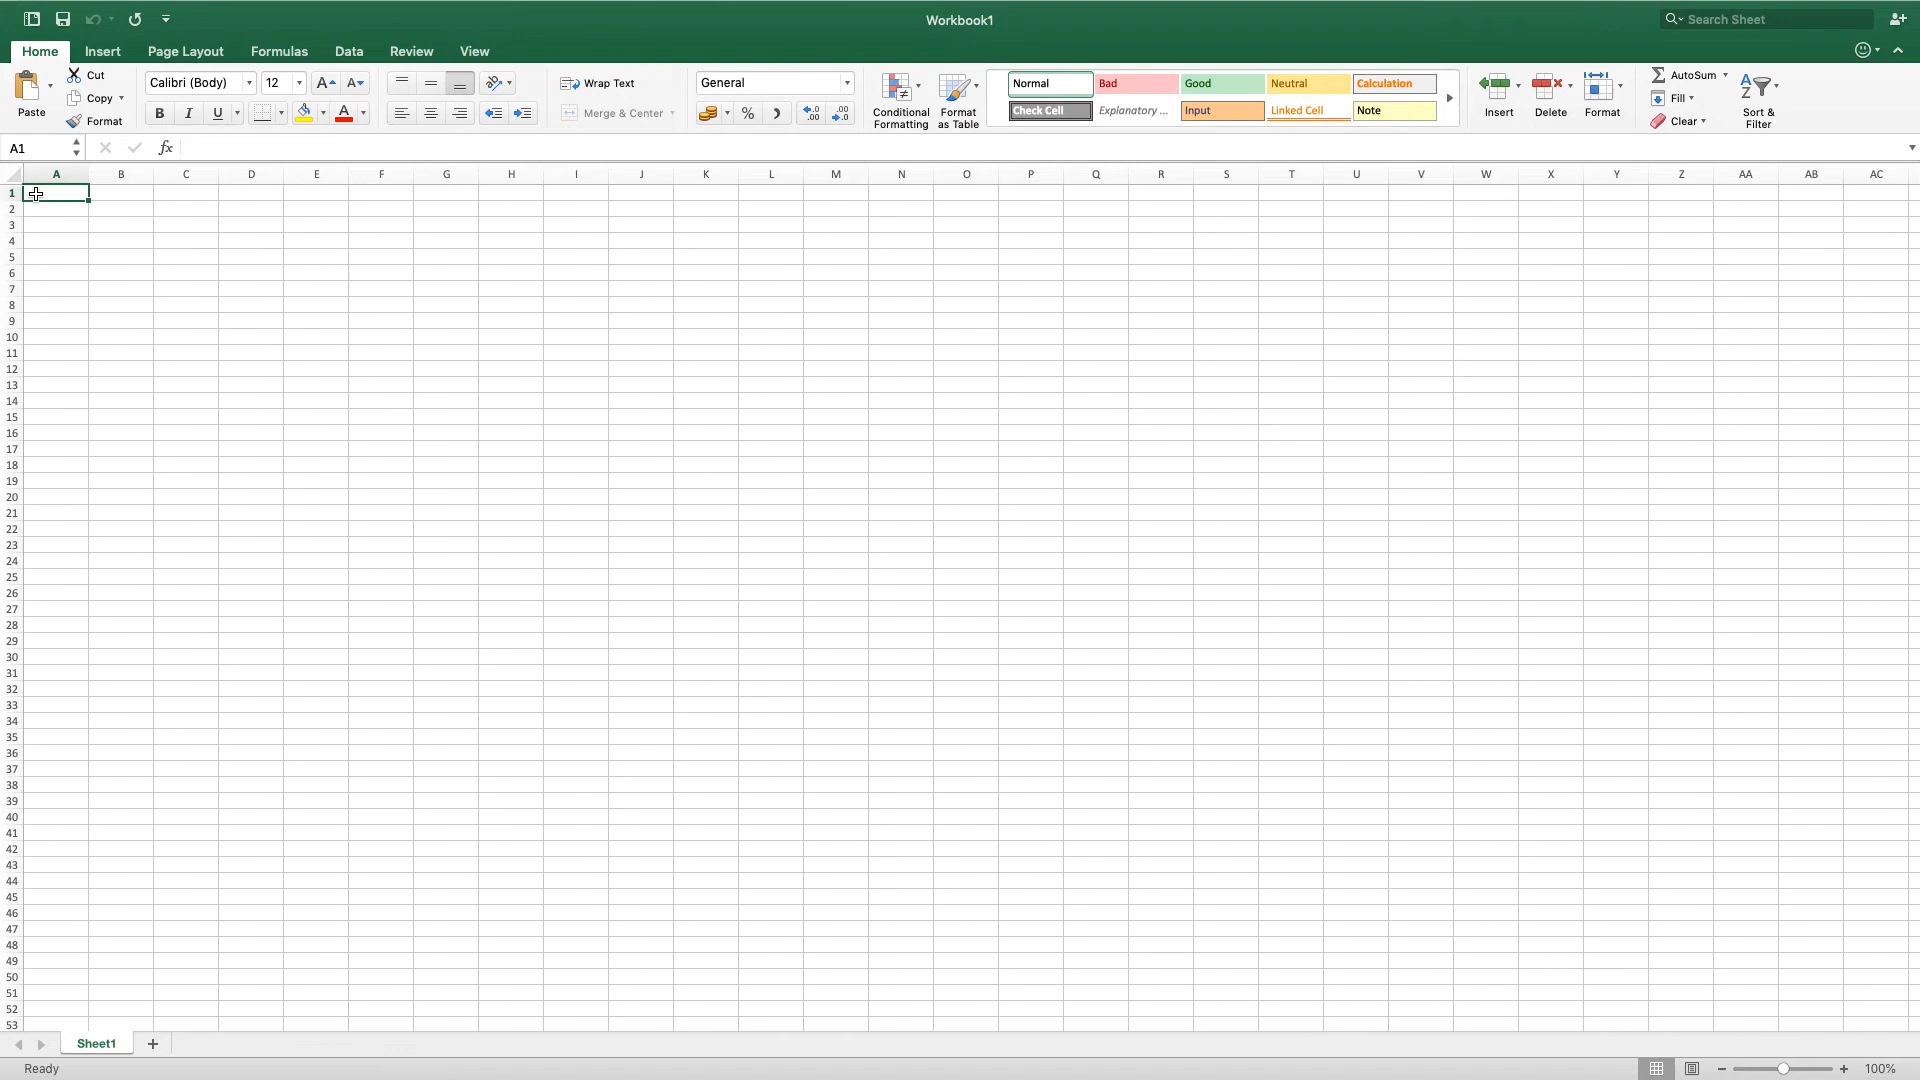 Workbook1
Search Sheet
Home Insert Page Layout Formulas Data Review View
Paste
Cut
Copy
Format
Calibri (Body) 12
B I U A
Wrap Text
Merge & Center
General
%
Conditional Formatting
Format as Table
Normal Bad Good Neutral Calculation
Check Cell Explanatory ... Input Linked Cell Note
Insert Delete Format
AutoSum
Fill
Clear
Sort & Filter
A1 fx
A B C D E F G H I J K L M N O P Q R S T U V W X Y Z AA AB AC
1
2
3
4
5
6
7
8
9
10
11
12
13
14
15
16
17
18
19
20
21
22
23
24
25
26
27
28
29
30
31
32
33
34
35
36
37
38
39
40
41
42
43
44
45
46
47
48
49
50
51
52
53
Sheet1
Ready 100%